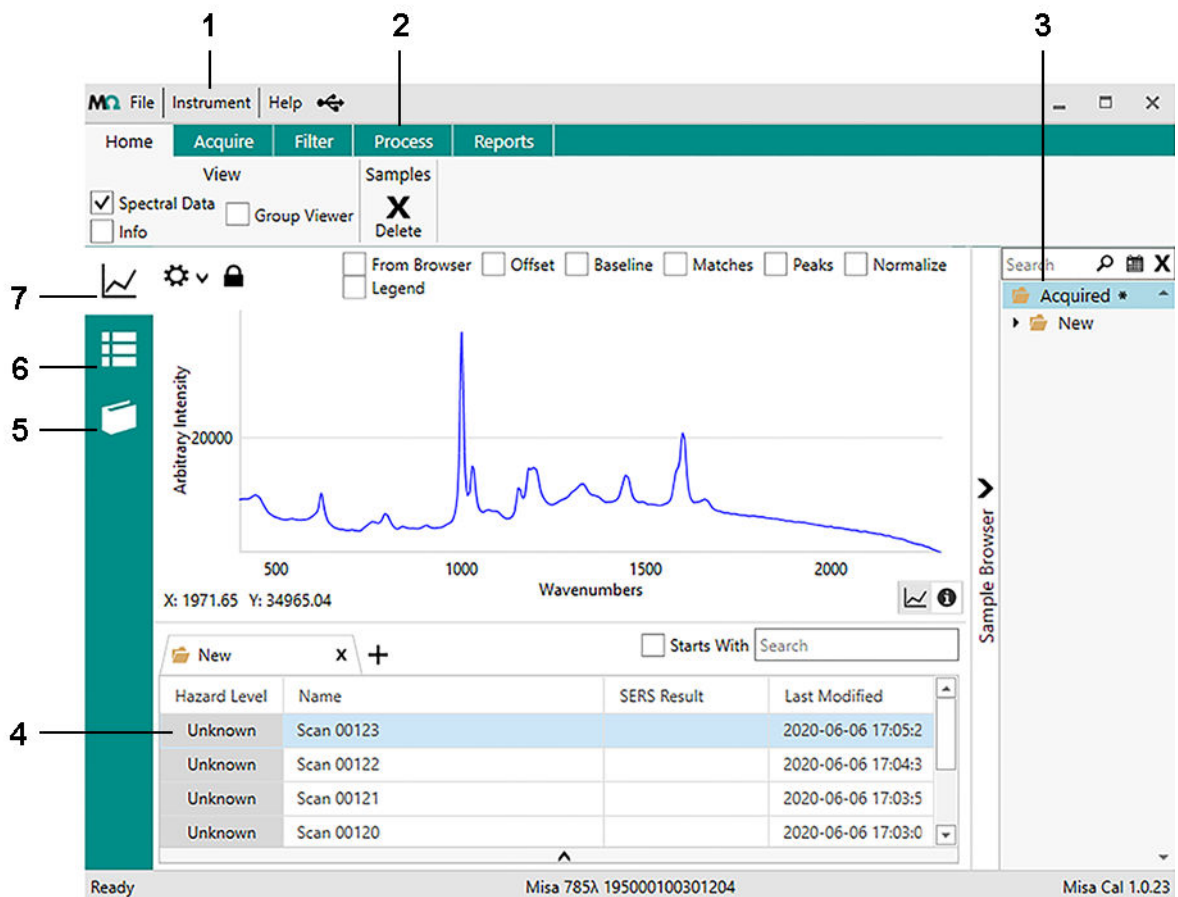 1 2 3
MΩ File Instrument Help
Home Acquire Filter Process Reports
View Samples
Spectral Data Group Viewer X
Info Delete
From Browser Offset Baseline Matches Peaks Normalize
Legend
Search X
Acquired *
New
7
6
5
Arbitrary Intensity
20000
500 1000 1500 2000
Wavenumbers
X: 1971.65 Y: 34965.04
Sample Browser
New x + Starts With Search
Hazard Level Name SERS Result Last Modified
4 Unknown Scan 00123 2020-06-06 17:05:2
Unknown Scan 00122 2020-06-06 17:04:3
Unknown Scan 00121 2020-06-06 17:03:5
Unknown Scan 00120 2020-06-06 17:03:0
Ready Misa 785λ 195000100301204 Misa Cal 1.0.23